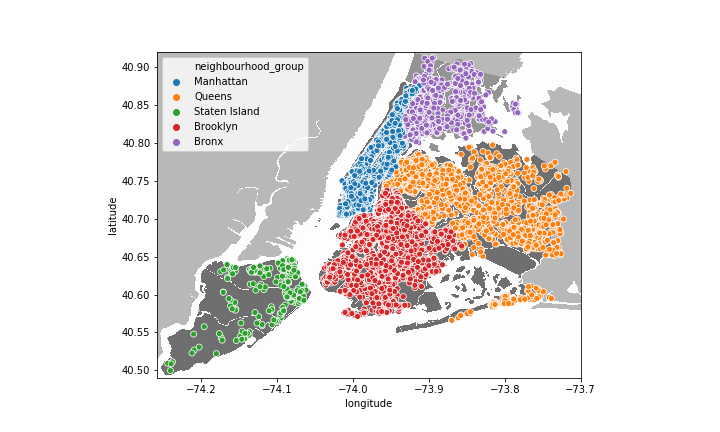 neighbourhood_group
Manhattan
Queens
Staten Island
Brooklyn
Bronx
40.90
40.85
40.80
40.75
40.70
40.65
40.60
40.55
40.50
latitude
−74.2 −74.1 −74.0 −73.9 −73.8 −73.7
longitude